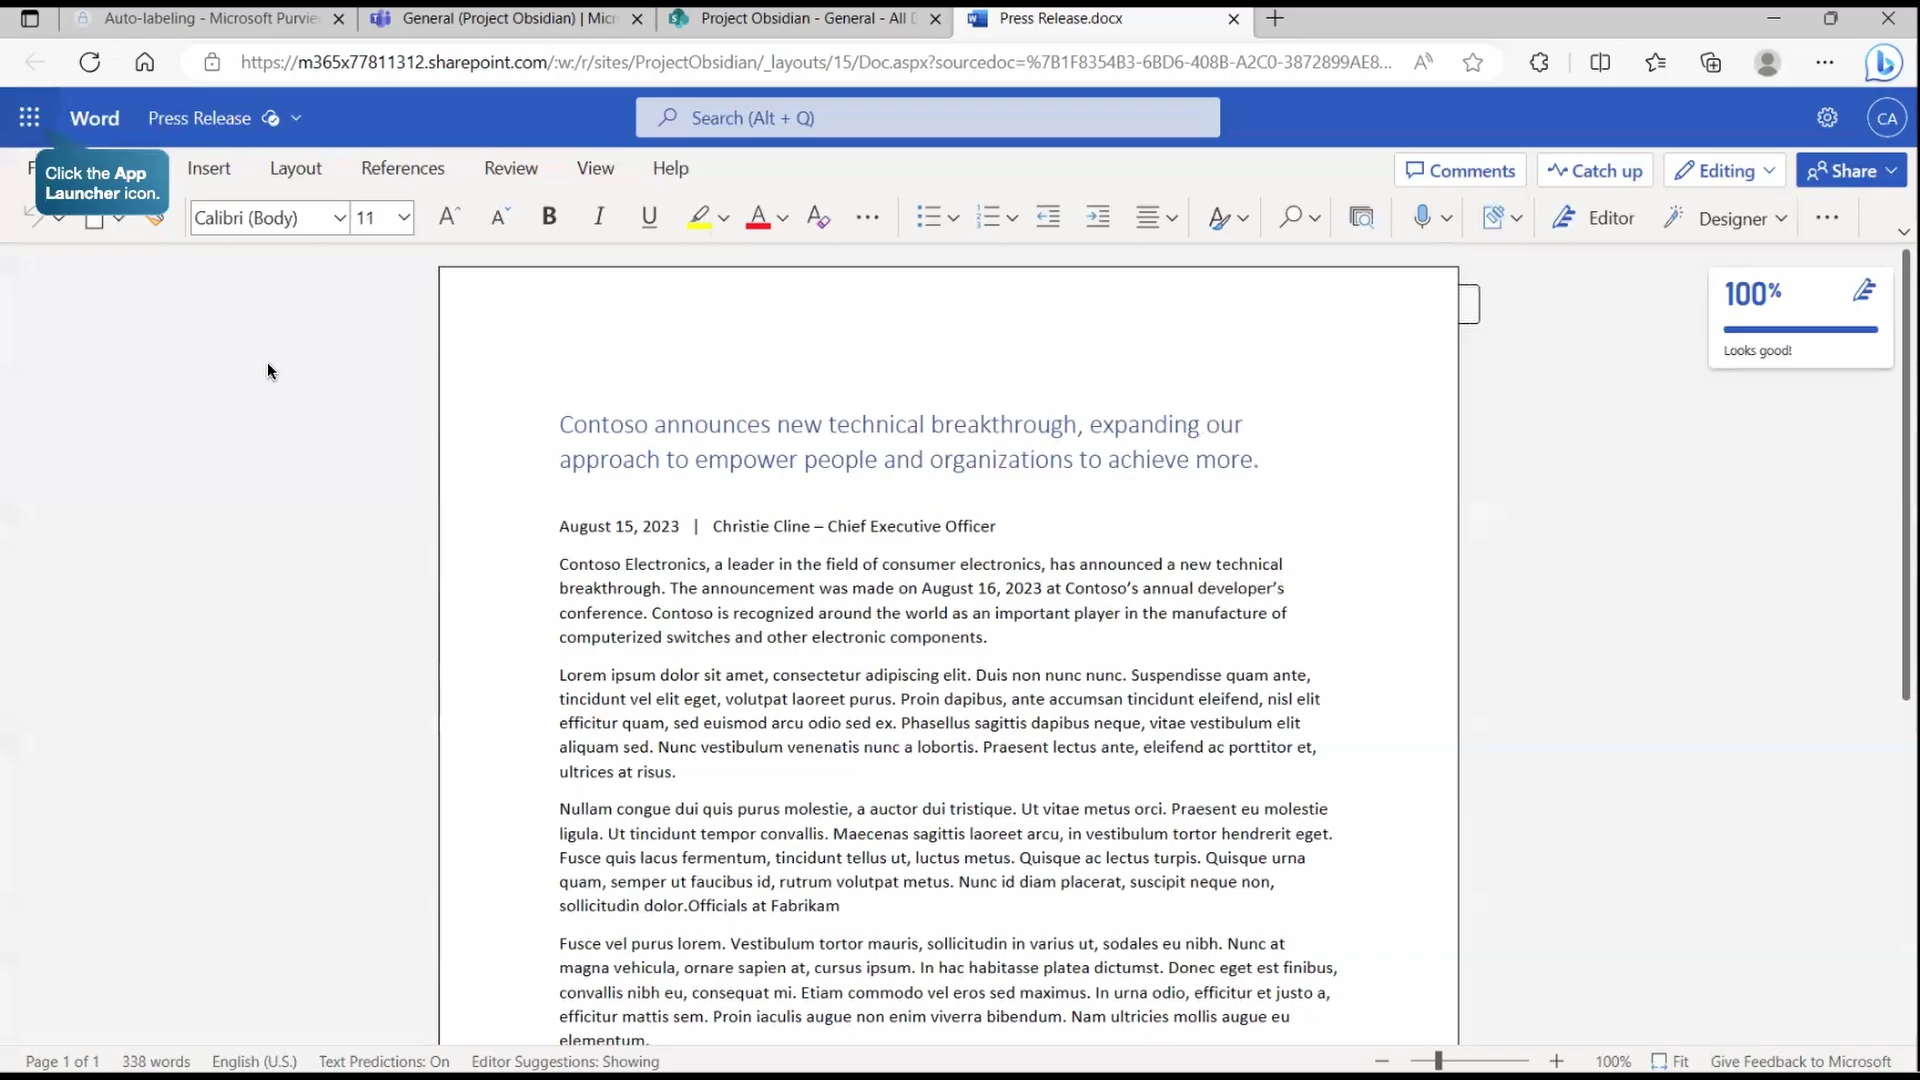 Auto-labeling - Microsoft Purvie
General (Project Obsidian) | Micr
Project Obsidian - General - All D
Press Release.docx
https://m365x77811312.sharepoint.com/:w:/r/sites/ProjectObsidian/_layouts/15/Doc.aspx?sourcedoc=%7B1F8354B3-6BD6-408B-A2C0-3872899AE8...
Word
Press Release
Search (Alt + Q)
CA
Click the App
Launcher icon.
F
Insert
Layout
References
Review
View
Help
Comments
Catch up
Editing
Share
Calibri (Body)
11
Editor
Designer
100%
Looks good!
Contoso announces new technical breakthrough, expanding our
approach to empower people and organizations to achieve more.
August 15, 2023 | Christie Cline – Chief Executive Officer
Contoso Electronics, a leader in the field of consumer electronics, has announced a new technical
breakthrough. The announcement was made on August 16, 2023 at Contoso’s annual developer’s
conference. Contoso is recognized around the world as an important player in the manufacture of
computerized switches and other electronic components.
Lorem ipsum dolor sit amet, consectetur adipiscing elit. Duis non nunc nunc. Suspendisse quam ante,
tincidunt vel elit eget, volutpat laoreet purus. Proin dapibus, ante accumsan tincidunt eleifend, nisl elit
efficitur quam, sed euismod arcu odio sed ex. Phasellus sagittis dapibus neque, vitae vestibulum elit
aliquam sed. Nunc vestibulum venenatis nunc a lobortis. Praesent lectus ante, eleifend ac porttitor et,
ultrices at risus.
Nullam congue dui quis purus molestie, a auctor dui tristique. Ut vitae metus orci. Praesent eu molestie
ligula. Ut tincidunt tempor convallis. Maecenas sagittis laoreet arcu, in vestibulum tortor hendrerit eget.
Fusce quis lacus fermentum, tincidunt tellus ut, luctus metus. Quisque ac lectus turpis. Quisque urna
quam, semper ut faucibus id, rutrum volutpat metus. Nunc id diam placerat, suscipit neque non,
sollicitudin dolor.Officials at Fabrikam
Fusce vel purus lorem. Vestibulum tortor mauris, sollicitudin in varius ut, sodales eu nibh. Nunc at
magna vehicula, ornare sapien at, cursus ipsum. In hac habitasse platea dictumst. Donec eget est finibus,
convallis nibh eu, consequat mi. Etiam commodo vel eros sed maximus. In urna odio, efficitur et justo a,
efficitur mattis sem. Proin iaculis augue non enim viverra bibendum. Nam ultricies mollis augue eu
elementum.
Page 1 of 1
338 words
English (U.S.)
Text Predictions: On
Editor Suggestions: Showing
100%
Fit
Give Feedback to Microsoft